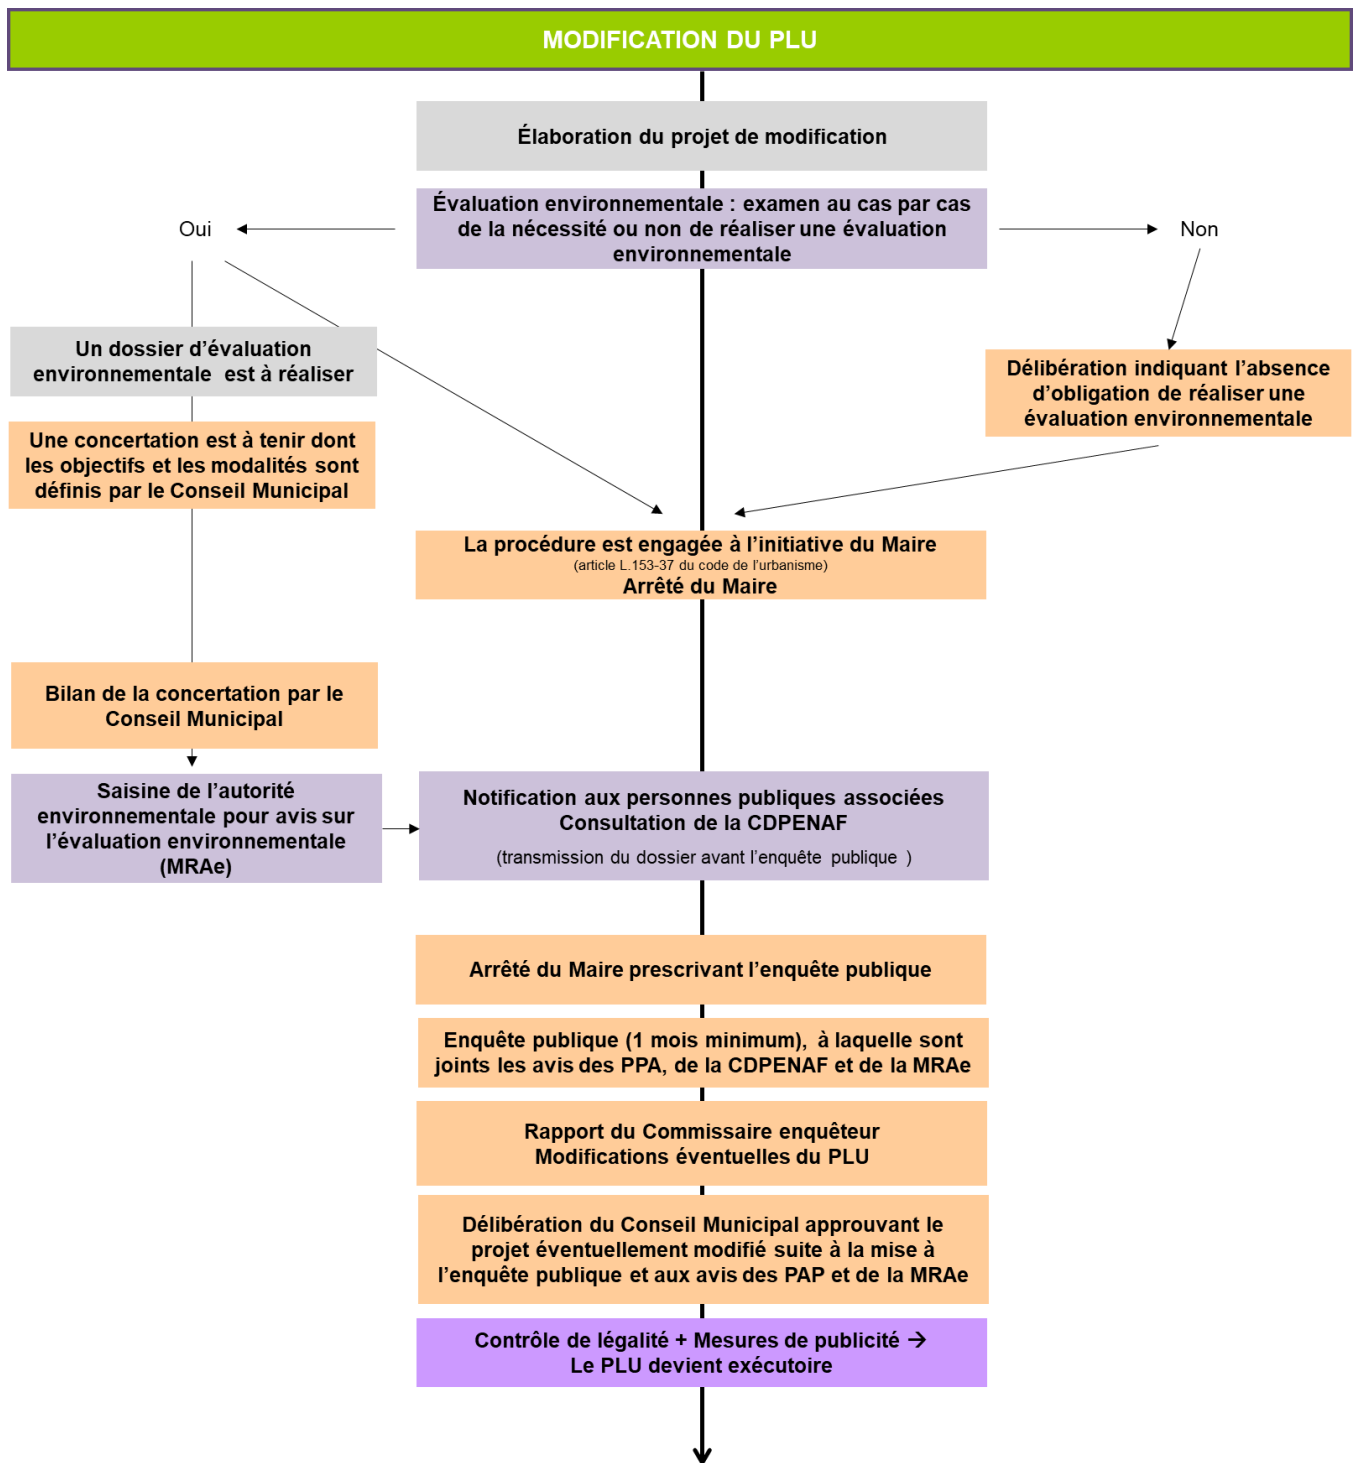 MODIFICATION DU PLU
Élaboration du projet de modification
Évaluation environnementale : examen au cas par cas
de la nécessité ou non de réaliser une évaluation
environnementale
Oui
Non
Un dossier d’évaluation
environnementale est à réaliser
Délibération indiquant l’absence
d’obligation de réaliser une
évaluation environnementale
Une concertation est à tenir dont
les objectifs et les modalités sont
définis par le Conseil Municipal
La procédure est engagée à l’initiative du Maire
(article L.153-37 du code de l’urbanisme)
Arrêté du Maire
Bilan de la concertation par le
Conseil Municipal
Saisine de l’autorité
environnementale pour avis sur
l’évaluation environnementale
(MRAe)
Notification aux personnes publiques associées
Consultation de la CDPENAF
(transmission du dossier avant l’enquête publique )
Arrêté du Maire prescrivant l’enquête publique
Enquête publique (1 mois minimum), à laquelle sont
joints les avis des PPA, de la CDPENAF et de la MRAe
Rapport du Commissaire enquêteur
Modifications éventuelles du PLU
Délibération du Conseil Municipal approuvant le
projet éventuellement modifié suite à la mise à
l’enquête publique et aux avis des PAP et de la MRAe
Contrôle de légalité + Mesures de publicité →
Le PLU devient exécutoire